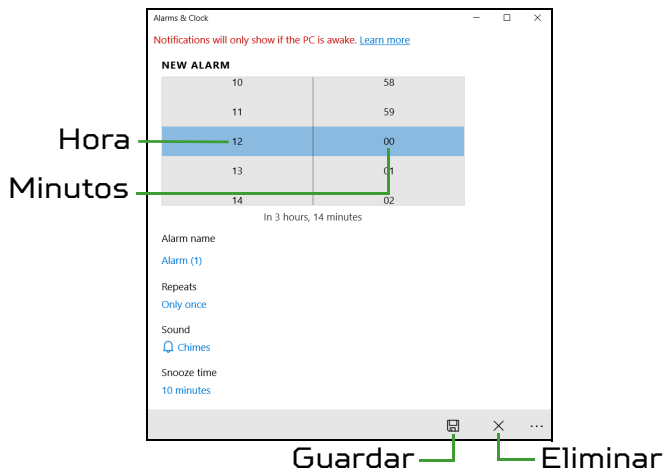 Alarms & Clock
Notifications will only show if the PC is awake. Learn more
NEW ALARM
10 58
11 59
Hora 12 00
13 01
Minutos
14 02
In 3 hours, 14 minutes
Alarm name
Alarm (1)
Repeats
Only once
Sound
Chimes
Snooze time
10 minutes
Guardar Eliminar